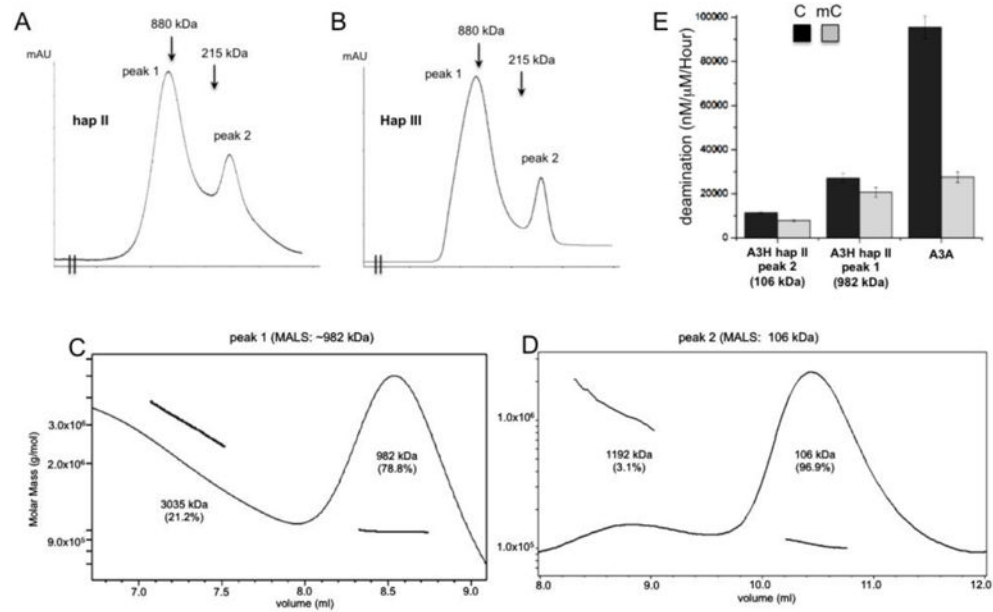 A
880 kDa
mAU
peak 1
215 kDa
hap II
peak 2
B
880 kDa
mAU
peak 1
215 kDa
Hap III
peak 2
E
C mC
100000
80000
60000
40000
20000
0
deamination (nM/µM/Hour)
A3H hap II
peak 2
(106 kDa)
A3H hap II
peak 1
(982 kDa)
A3A
C
peak 1 (MALS: ~982 kDa)
Molar Mass (g/mol)
3.0x10⁶
2.0x10⁶
9.0x10⁵
982 kDa
(78.8%)
3035 kDa
(21.2%)
7.0 7.5 8.0 8.5 9.0
volume (ml)
D
peak 2 (MALS: 106 kDa)
1.0x10⁶
1.0x10⁵
1192 kDa
(3.1%)
106 kDa
(96.9%)
8.0 9.0 10.0 11.0 12.0
volume (ml)